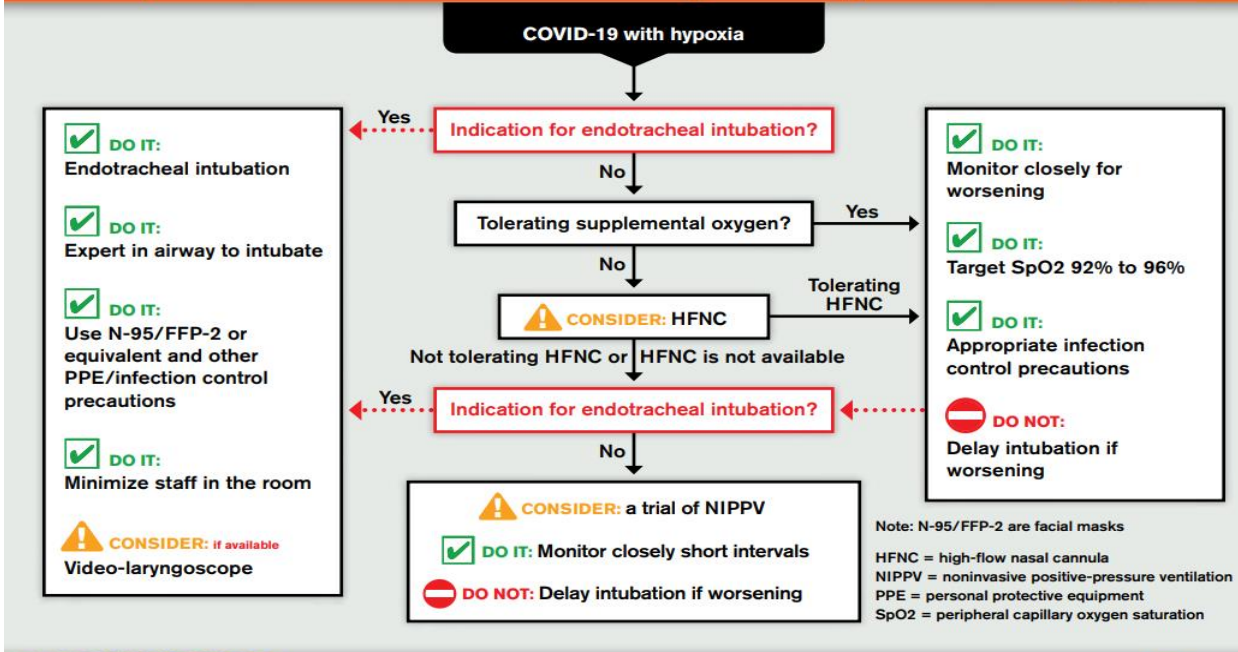 COVID-19 with hypoxia
Indication for endotracheal intubation?
Yes
No
DO IT:
Endotracheal intubation
DO IT:
Expert in airway to intubate
DO IT:
Use N-95/FFP-2 or
equivalent and other
PPE/infection control
precautions
DO IT:
Minimize staff in the room
CONSIDER: if available
Video-laryngoscope
Tolerating supplemental oxygen?
Yes
No
CONSIDER: HFNC
Tolerating
HFNC
Not tolerating HFNC or HFNC is not available
Indication for endotracheal intubation?
Yes
No
CONSIDER: a trial of NIPPV
DO IT: Monitor closely short intervals
DO NOT: Delay intubation if worsening
DO IT:
Monitor closely for
worsening
DO IT:
Target SpO2 92% to 96%
DO IT:
Appropriate infection
control precautions
DO NOT:
Delay intubation if
worsening
Note: N-95/FFP-2 are facial masks
HFNC = high-flow nasal cannula
NIPPV = noninvasive positive-pressure ventilation
PPE = personal protective equipment
SpO2 = peripheral capillary oxygen saturation